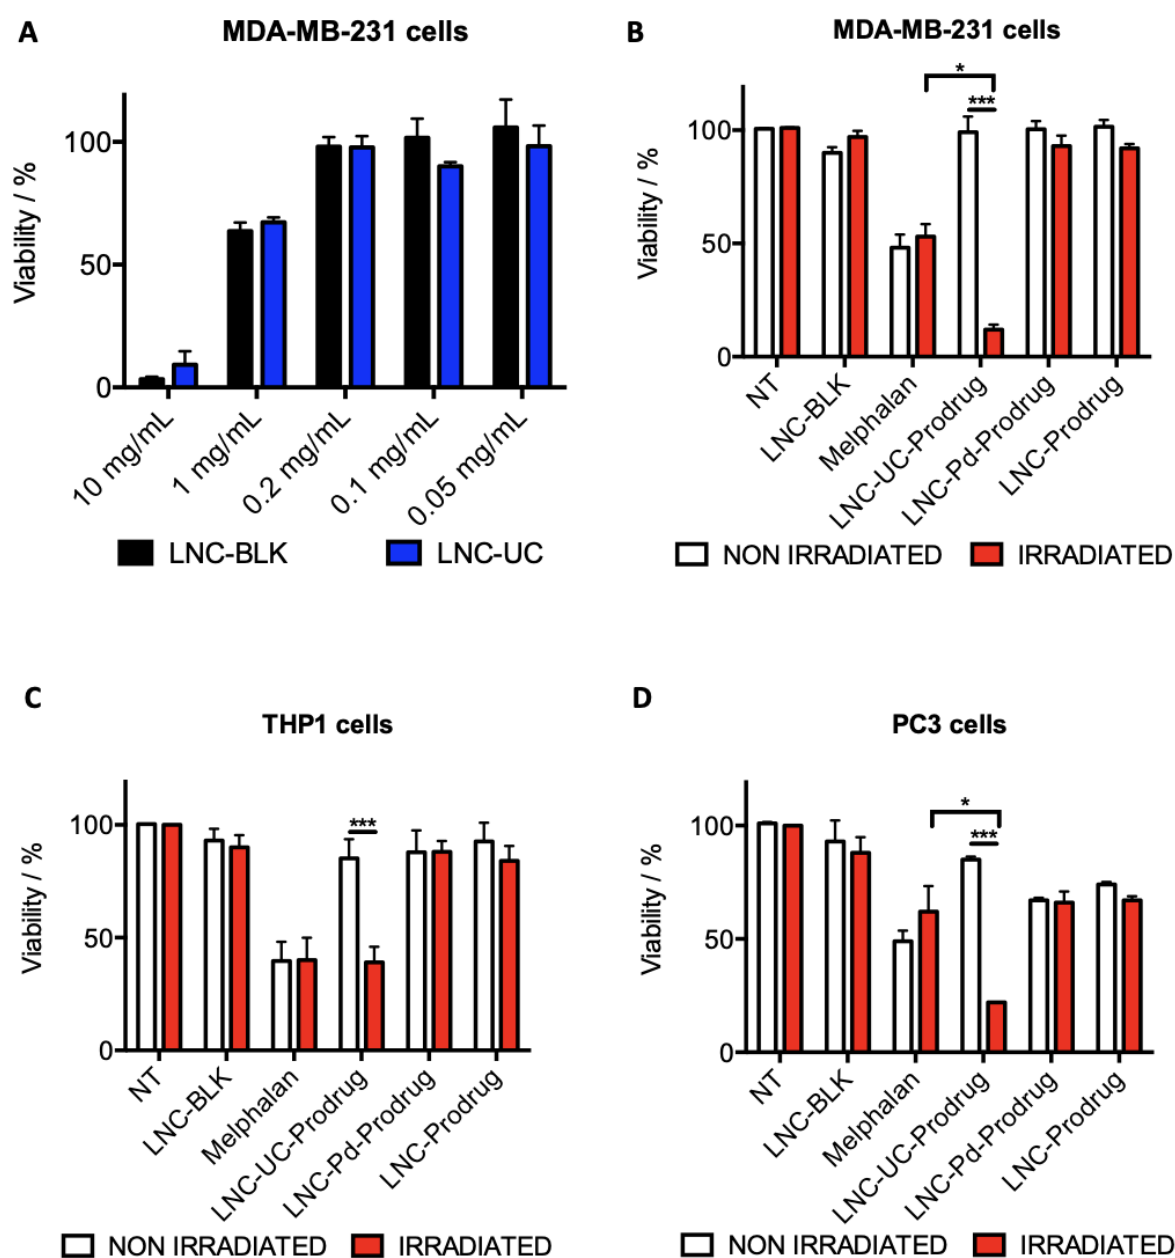 A
MDA-MB-231 cells
Viability / %
100
50
0
10 mg/mL
1 mg/mL
0.2 mg/mL
0.1 mg/mL
0.05 mg/mL
LNC-BLK
LNC-UC
B
MDA-MB-231 cells
*
***
Viability / %
100
50
0
NT
LNC-BLK
Melphalan
LNC-UC-Prodrug
LNC-Pd-Prodrug
LNC-Prodrug
NON IRRADIATED
IRRADIATED
C
THP1 cells
***
Viability / %
100
50
0
NT
LNC-BLK
Melphalan
LNC-UC-Prodrug
LNC-Pd-Prodrug
LNC-Prodrug
NON IRRADIATED
IRRADIATED
D
PC3 cells
*
***
Viability / %
100
50
0
NT
LNC-BLK
Melphalan
LNC-UC-Prodrug
LNC-Pd-Prodrug
LNC-Prodrug
NON IRRADIATED
IRRADIATED